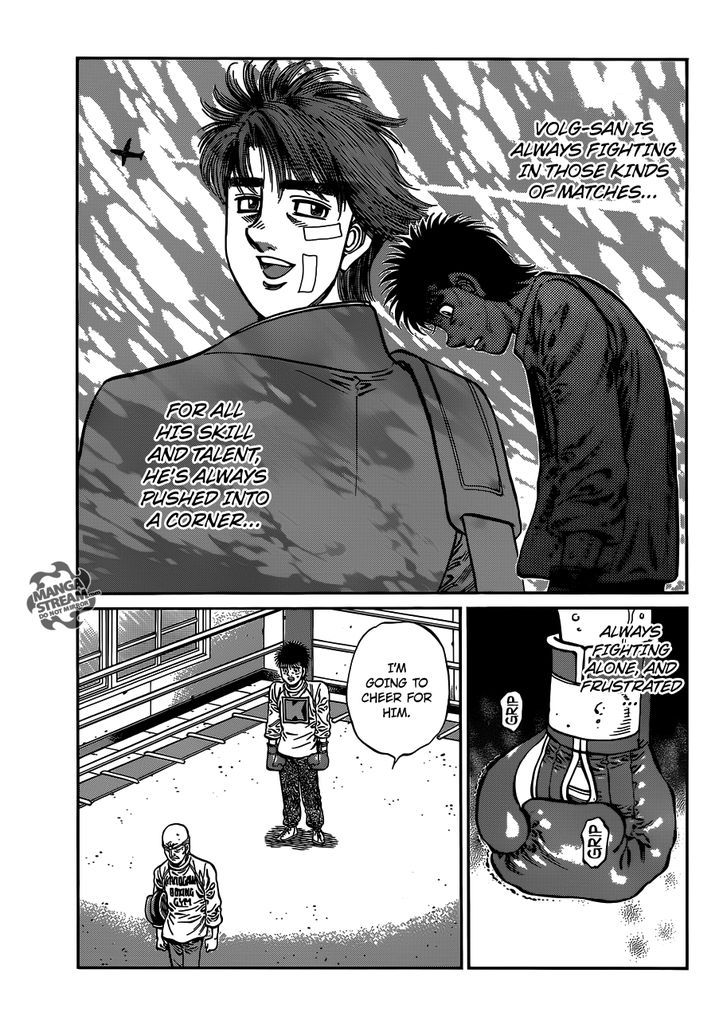 VOLG-SAN IS
ALWAYS FIGHTING
IN THOSE KINDS
OF MATCHES...
FOR ALL
HIS SKILL
AND TALENT,
HE'S ALWAYS
PUSHED INTO
A CORNER...
MANGA
STREAM
DO NOT MIRROR
ALWAYS
FIGHTING
ALONE, AND
FRUSTRATED
GRIP
GRIP
I'M
GOING TO
CHEER FOR
HIM.
K
BOXING
GYM